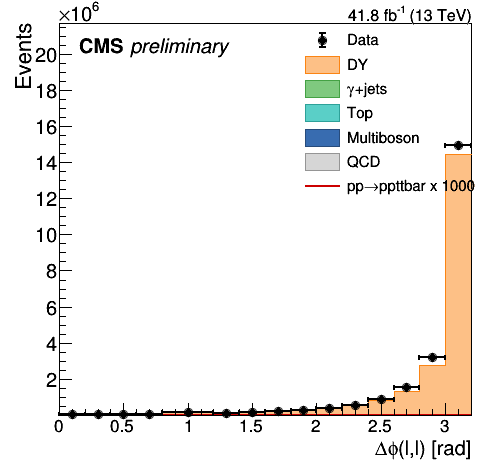 ×10⁶
41.8 fb⁻¹ (13 TeV)
CMS preliminary
Data
DY
γ+jets
Top
Multiboson
QCD
pp→ppttbar x 1000
Events
20
18
16
14
12
10
8
6
4
2
0 0.5 1 1.5 2 2.5 3
Δφ(l,l) [rad]